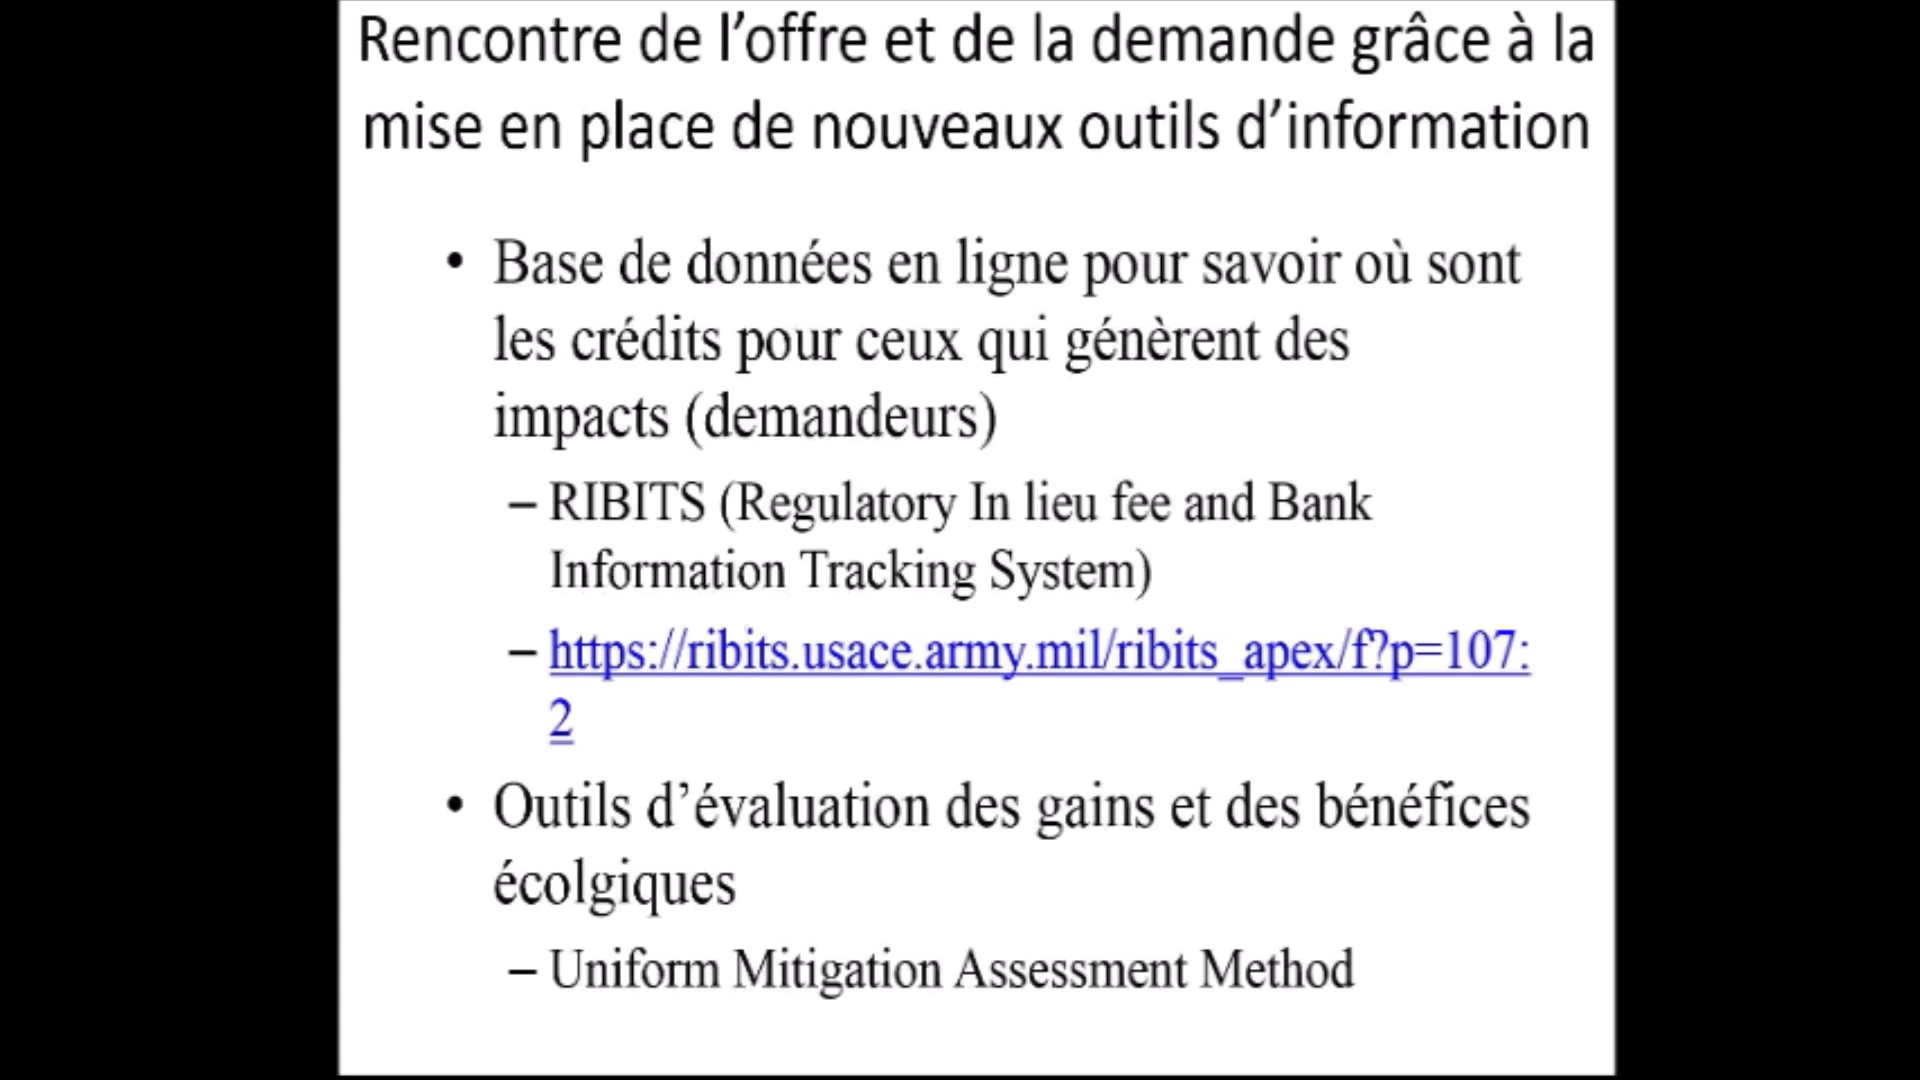 Rencontre de l’offre et de la demande grâce à la
mise en place de nouveaux outils d’information
• Base de données en ligne pour savoir où sont
les crédits pour ceux qui génèrent des
impacts (demandeurs)
– RIBITS (Regulatory In lieu fee and Bank
Information Tracking System)
– https://ribits.usace.army.mil/ribits_apex/f?p=107:
2
• Outils d’évaluation des gains et des bénéfices
écolgiques
– Uniform Mitigation Assessment Method